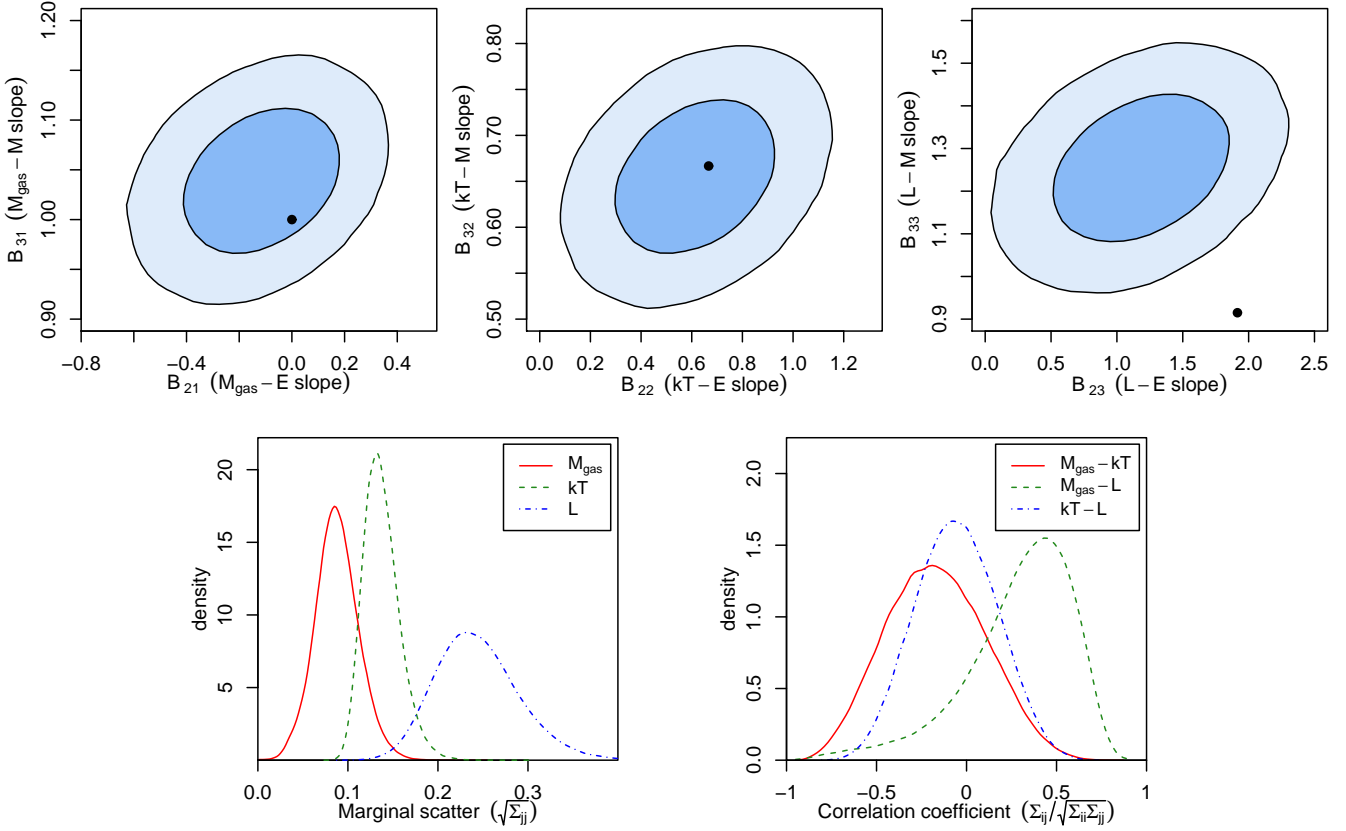 0.90 1.00 1.10 1.20
B31 (Mgas − M slope)
−0.8 −0.4 0.0 0.2 0.4
B21 (Mgas − E slope)
0.50 0.60 0.70 0.80
B32 (kT − M slope)
0.0 0.2 0.4 0.6 0.8 1.0 1.2
B22 (kT − E slope)
0.9 1.1 1.3 1.5
B33 (L − M slope)
0.0 0.5 1.0 1.5 2.0 2.5
B23 (L − E slope)
5 10 15 20
density
Mgas
kT
L
0.0 0.1 0.2 0.3
Marginal scatter (√Σjj)
0.0 0.5 1.0 1.5 2.0
density
Mgas − kT
Mgas − L
kT − L
−1 −0.5 0 0.5 1
Correlation coefficient (Σij/√ΣiiΣjj)